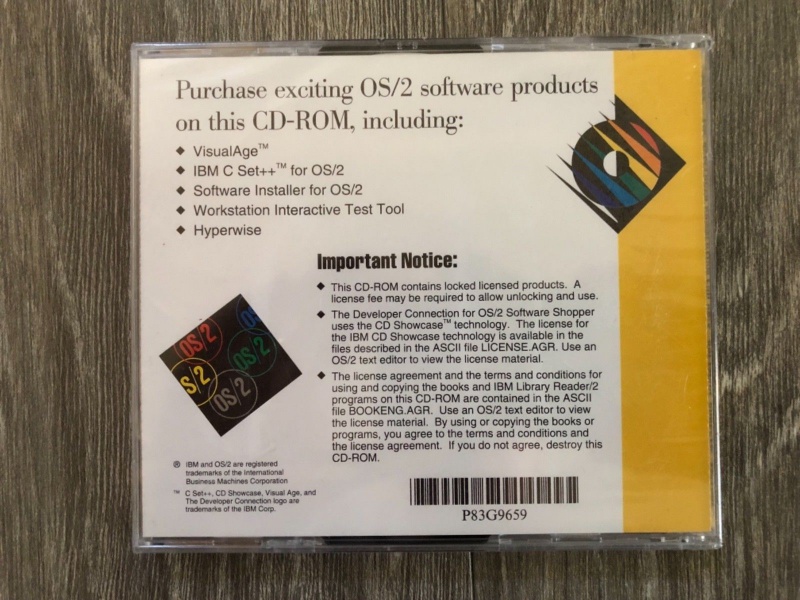 Purchase exciting OS/2 software products
on this CD-ROM, including:
◆ VisualAge™
◆ IBM C Set++™ for OS/2
◆ Software Installer for OS/2
◆ Workstation Interactive Test Tool
◆ Hyperwise
Important Notice:
◆ This CD-ROM contains locked licensed products. A
license fee may be required to allow unlocking and use.
◆ The Developer Connection for OS/2 Software Shopper
uses the CD Showcase™ technology. The license for
the IBM CD Showcase technology is available in the
files described in the ASCII file LICENSE.AGR. Use an
OS/2 text editor to view the license material.
◆ The license agreement and the terms and conditions for
using and copying the books and IBM Library Reader/2
programs on this CD-ROM are contained in the ASCII
file BOOKENG.AGR. Use an OS/2 text editor to view
the license material. By using or copying the books or
programs, you agree to the terms and conditions and
the license agreement. If you do not agree, destroy this
CD-ROM.
OS
OS/2
OS/2
S/2
OS/2
® IBM and OS/2 are registered
trademarks of the International
Business Machines Corporation
™ C Set++, CD Showcase, Visual Age, and
The Developer Connection logo are
trademarks of the IBM Corp.
P83G9659